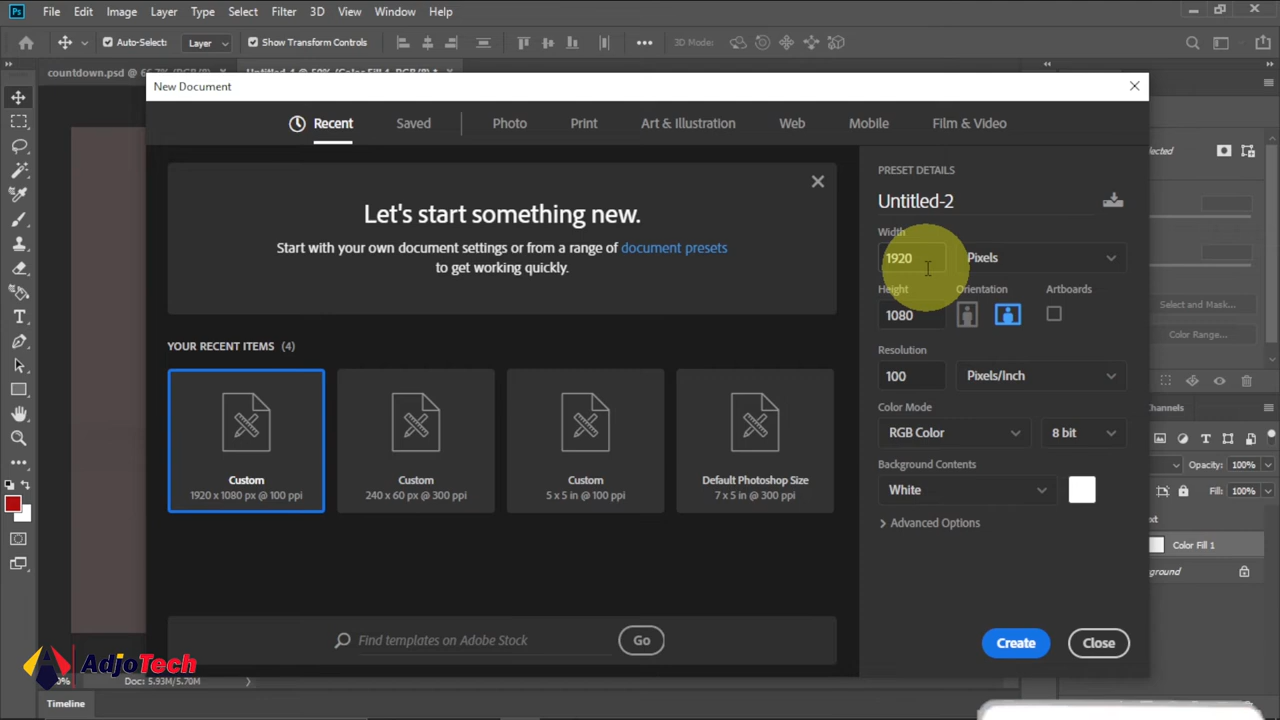 Ps File Edit Image Layer Type Select Filter 3D View Window Help
Auto-Select: Layer Show Transform Controls 3D Mode:
countdown.psd @ 66.7% (RGB/8)
New Document
Recent Saved Photo Print Art & Illustration Web Mobile Film & Video
Let's start something new.
Start with your own document settings or from a range of document presets
to get working quickly.
YOUR RECENT ITEMS (4)
Custom
1920 x 1080 px @ 100 ppi
Custom
240 x 60 px @ 300 ppi
Custom
5 x 5 in @ 100 ppi
Default Photoshop Size
7 x 5 in @ 300 ppi
Find templates on Adobe Stock Go
PRESET DETAILS
Untitled-2
Width
1920 Pixels
Height Orientation Artboards
1080
Resolution
100 Pixels/Inch
Color Mode
RGB Color 8 bit
Background Contents
White
Advanced Options
Create Close
Select and Mask...
Color Range...
Channels
Opacity: 100%
Fill: 100%
Color Fill 1
AdjoTech
Doc: 5.93M/5.70M
Timeline